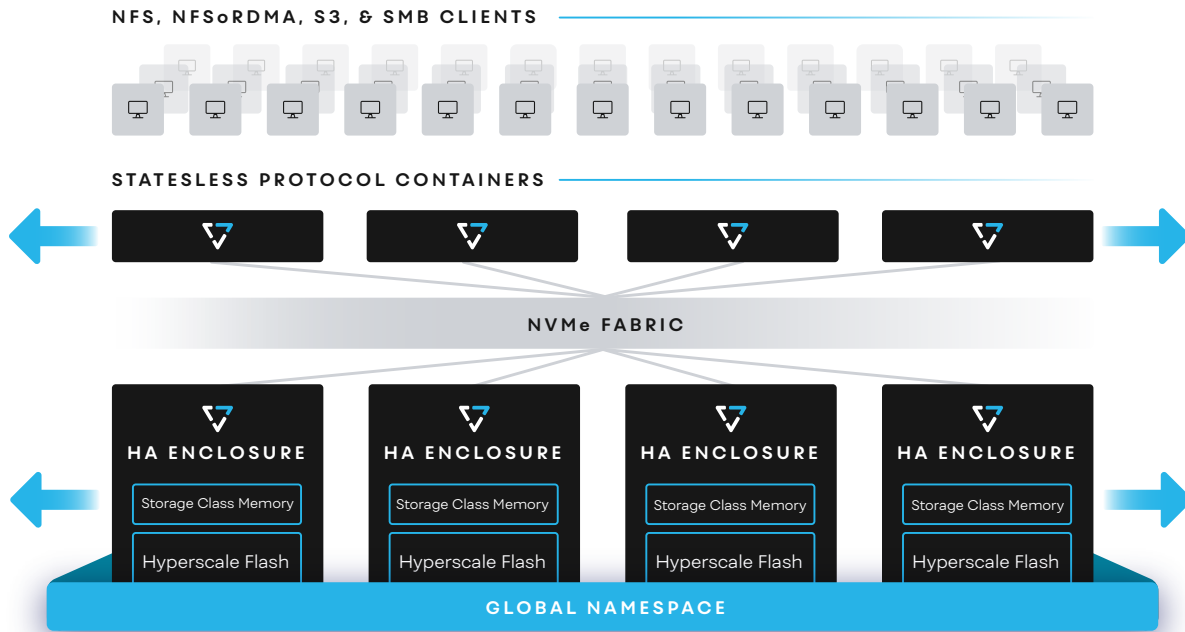 NFS, NFSoRDMA, S3, & SMB CLIENTS
STATESLESS PROTOCOL CONTAINERS
NVMe FABRIC
HA ENCLOSURE
HA ENCLOSURE
HA ENCLOSURE
HA ENCLOSURE
Storage Class Memory
Storage Class Memory
Storage Class Memory
Storage Class Memory
Hyperscale Flash
Hyperscale Flash
Hyperscale Flash
Hyperscale Flash
GLOBAL NAMESPACE